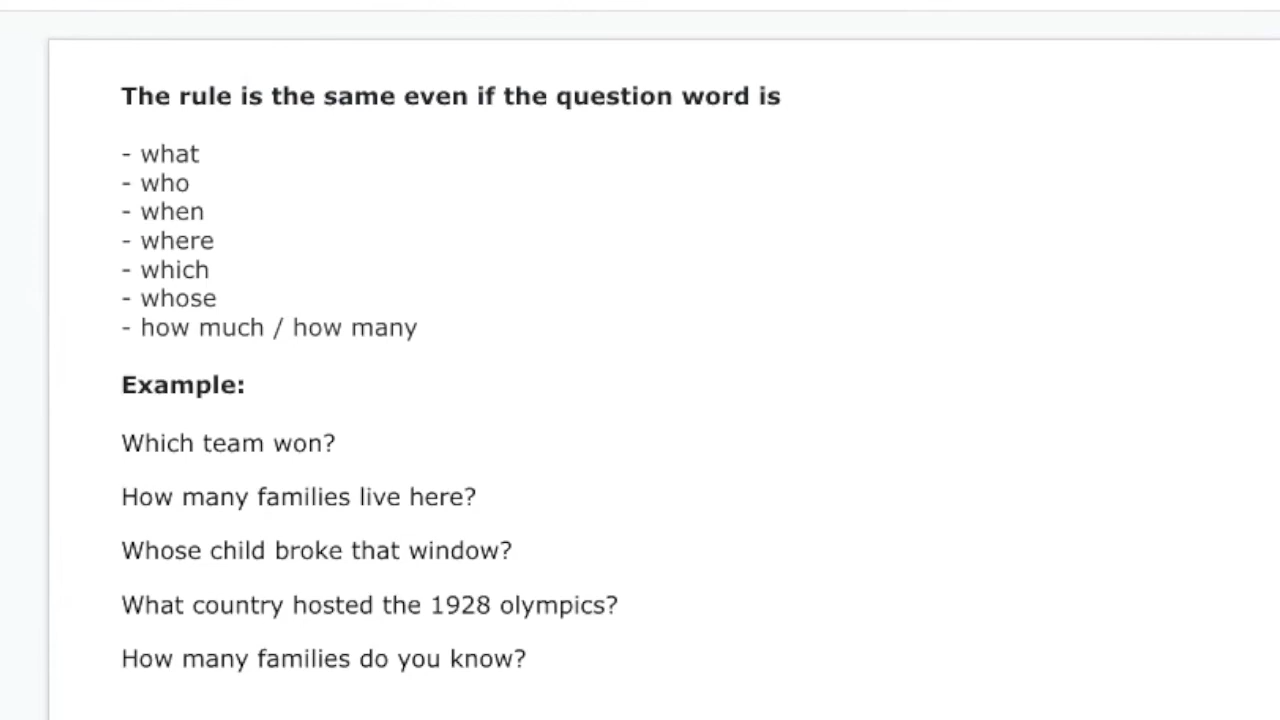 The rule is the same even if the question word is
- what
- who
- when
- where
- which
- whose
- how much / how many
Example:
Which team won?
How many families live here?
Whose child broke that window?
What country hosted the 1928 olympics?
How many families do you know?